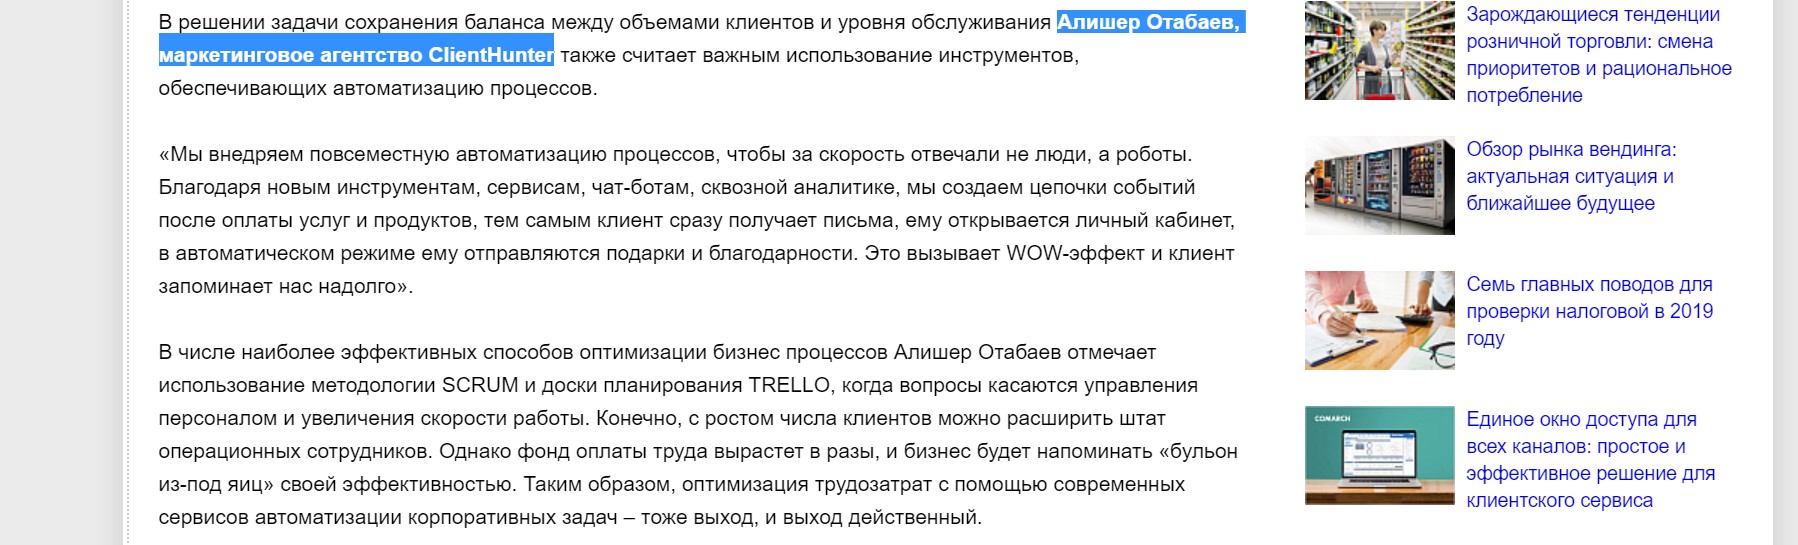 В решении задачи сохранения баланса между объемами клиентов и уровня обслуживания Алишер Отабаев,
маркетинговое агентство ClientHunter также считает важным использование инструментов,
обеспечивающих автоматизацию процессов.
«Мы внедряем повсеместную автоматизацию процессов, чтобы за скорость отвечали не люди, а роботы.
Благодаря новым инструментам, сервисам, чат-ботам, сквозной аналитике, мы создаем цепочки событий
после оплаты услуг и продуктов, тем самым клиент сразу получает письма, ему открывается личный кабинет,
в автоматическом режиме ему отправляются подарки и благодарности. Это вызывает WOW-эффект и клиент
запоминает нас надолго».
В числе наиболее эффективных способов оптимизации бизнес процессов Алишер Отабаев отмечает
использование методологии SCRUM и доски планирования TRELLO, когда вопросы касаются управления
персоналом и увеличения скорости работы. Конечно, с ростом числа клиентов можно расширить штат
операционных сотрудников. Однако фонд оплаты труда вырастет в разы, и бизнес будет напоминать «бульон
из-под яиц» своей эффективностью. Таким образом, оптимизация трудозатрат с помощью современных
сервисов автоматизации корпоративных задач – тоже выход, и выход действенный.
Зарождающиеся тенденции
розничной торговли: смена
приоритетов и рациональное
потребление
Обзор рынка вендинга:
актуальная ситуация и
ближайшее будущее
Семь главных поводов для
проверки налоговой в 2019
году
COMARCH
Единое окно доступа для
всех каналов: простое и
эффективное решение для
клиентского сервиса